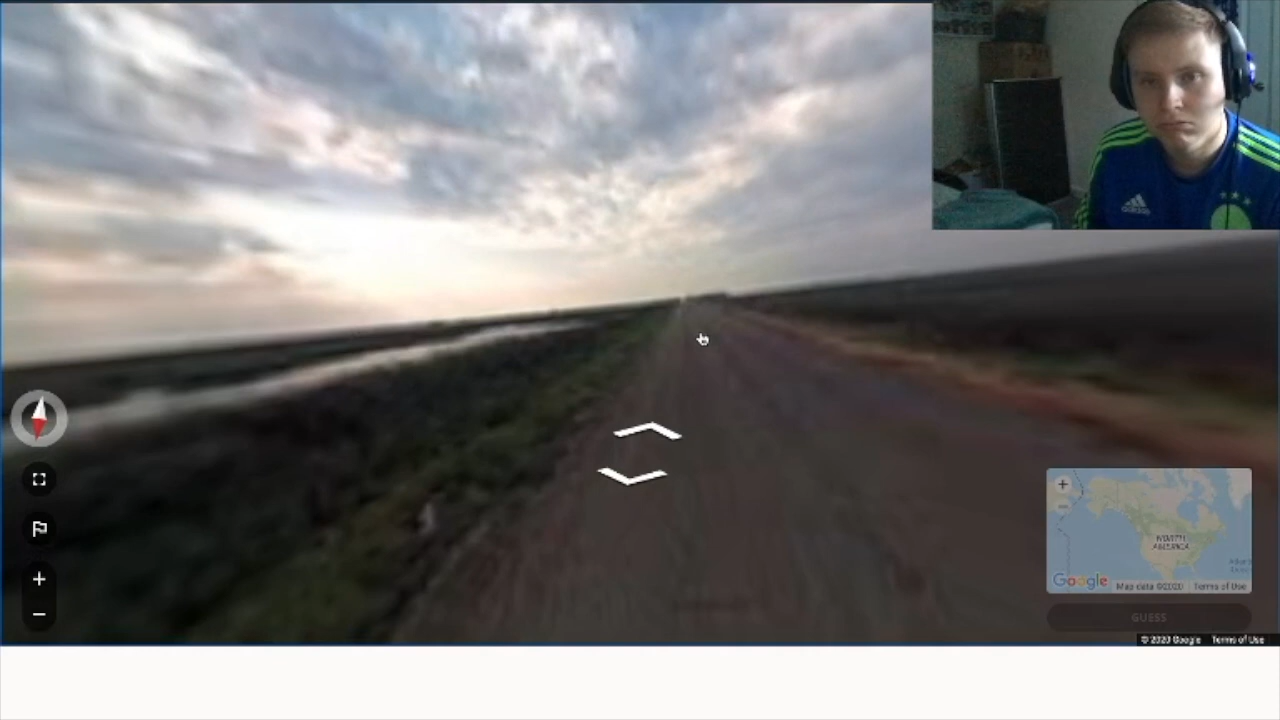 adidas
NORTH
AMERICA
Google
Map data ©2020
Terms of Use
GUESS
© 2020 Google
Terms of Use